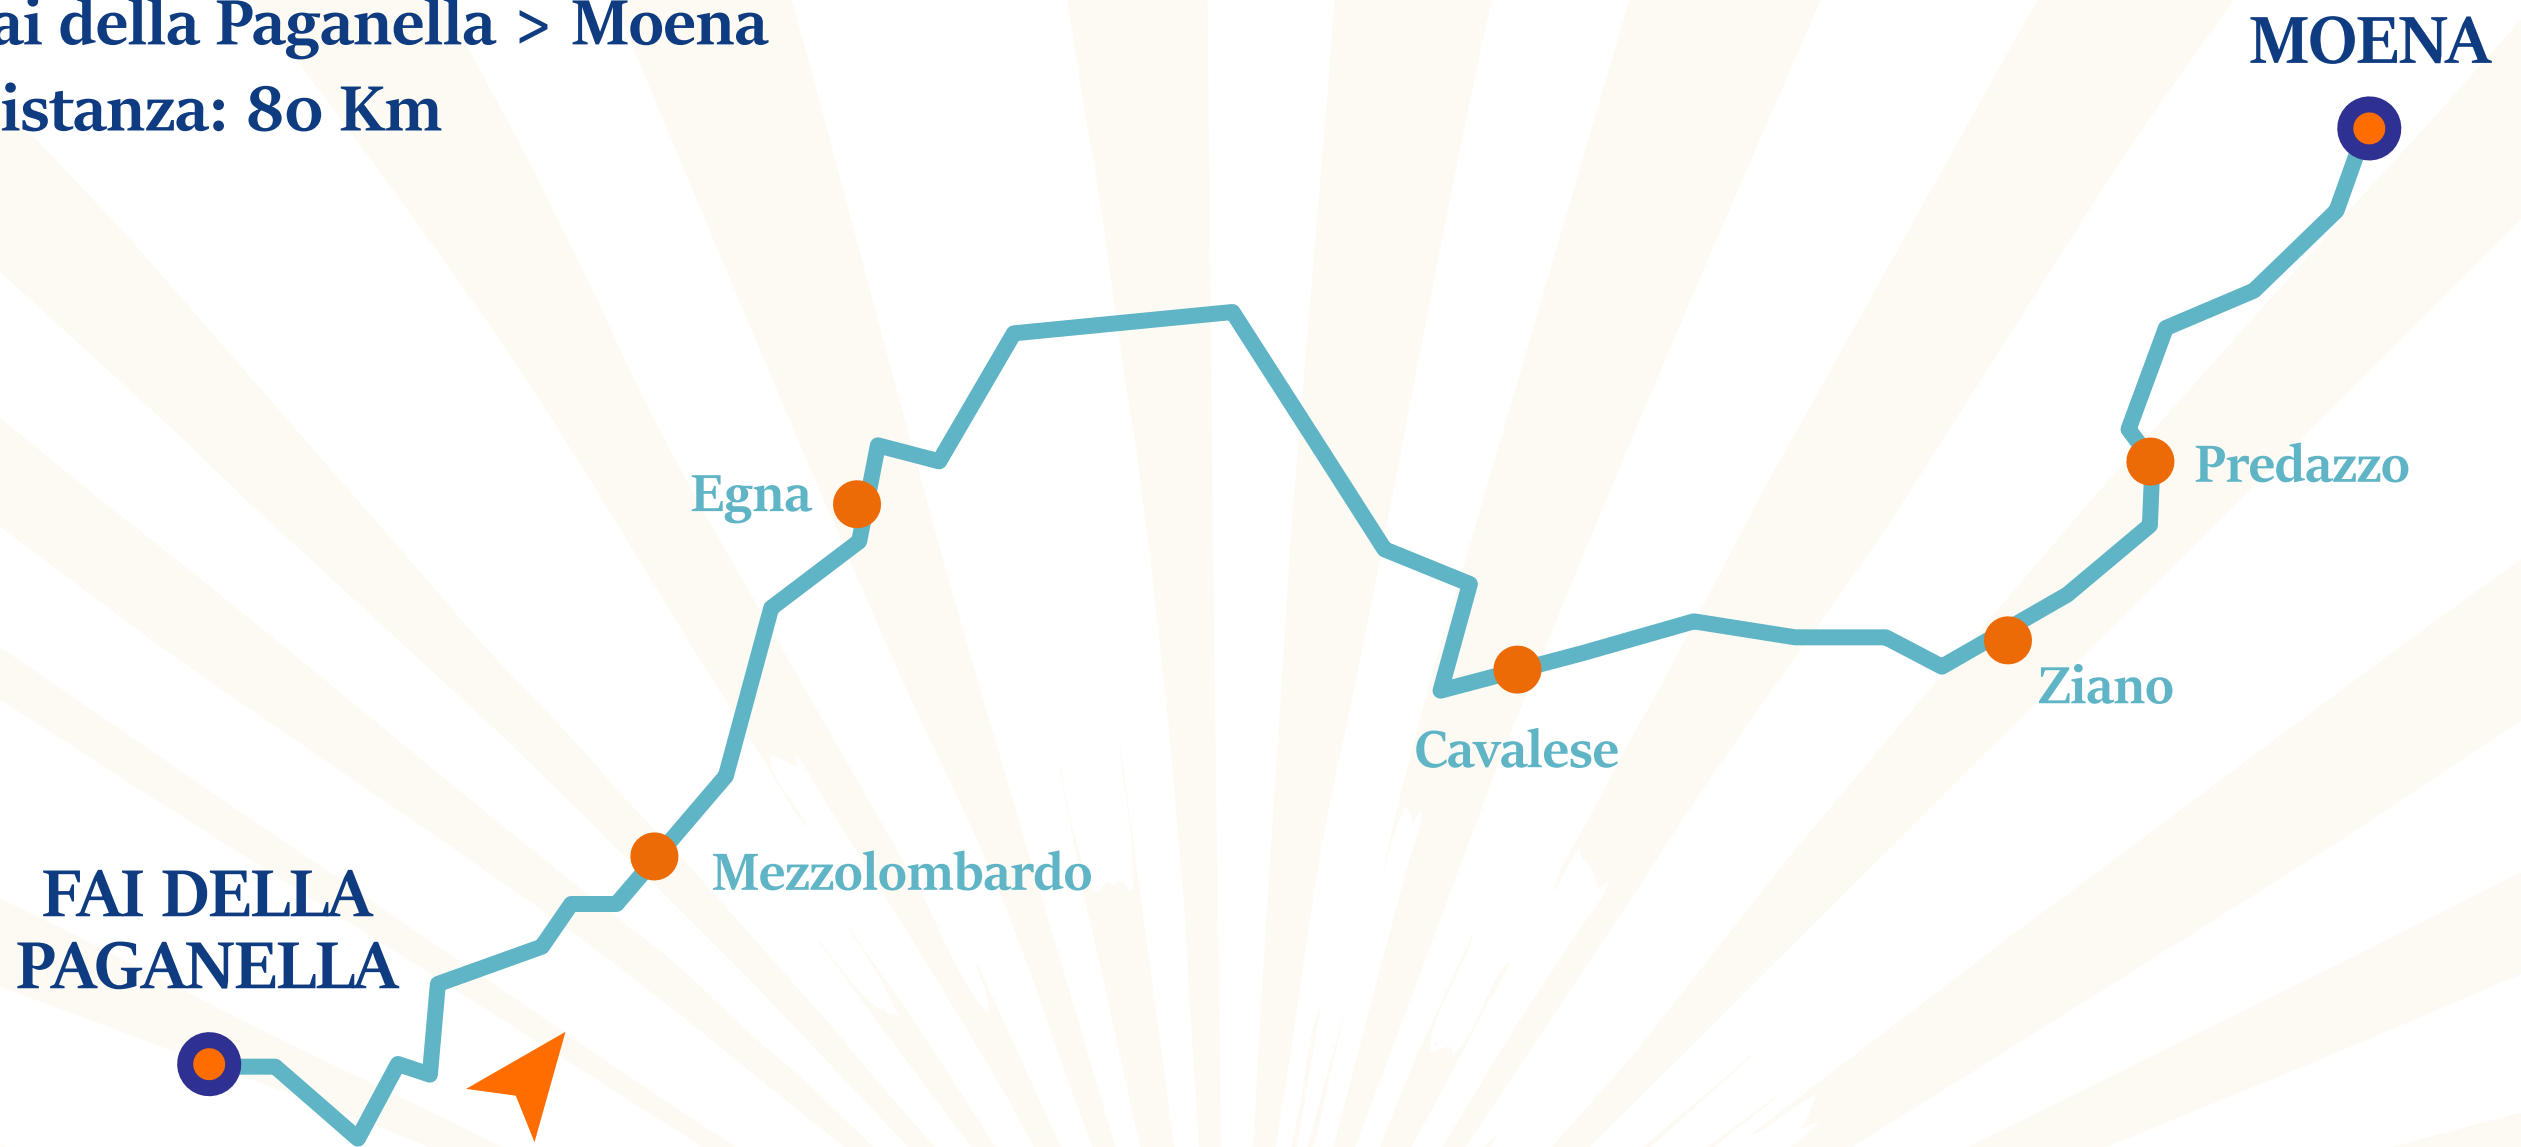 ai della Paganella > Moena
istanza: 80 Km
MOENA
Egna
Predazzo
Ziano
Cavalese
Mezzolombardo
FAI DELLA
PAGANELLA